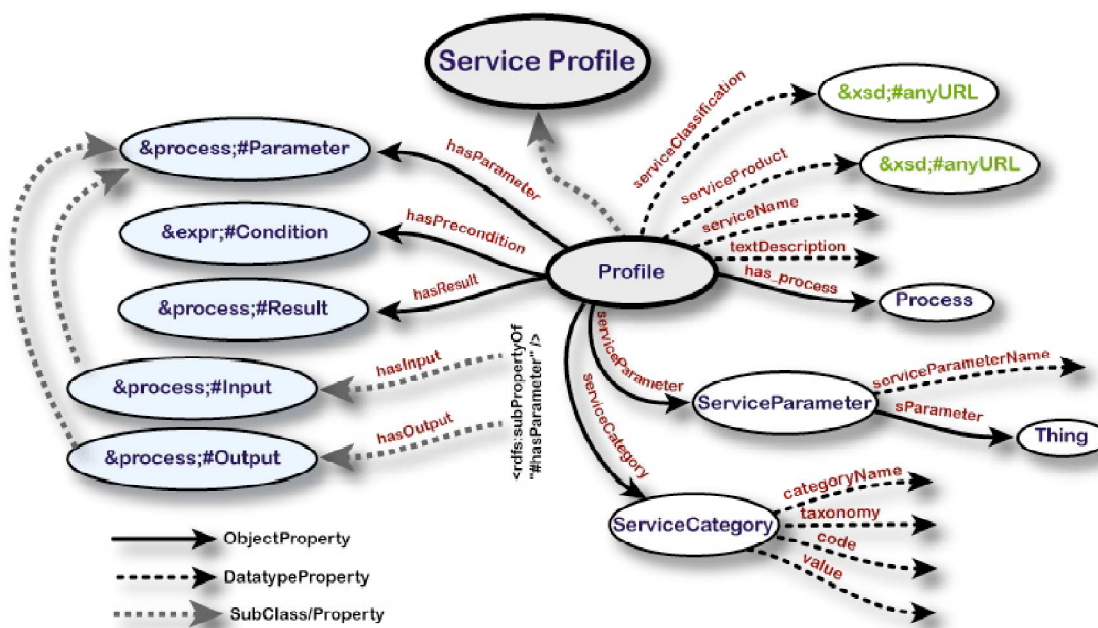 Service Profile
&process;#Parameter
&expr;#Condition
&process;#Result
&process;#Input
&process;#Output
hasParameter
hasPrecondition
hasResult
hasInput
hasOutput
<rdfs:subPropertyOf
"#hasParameter" />
Profile
serviceClassification
&xsd;#anyURL
serviceProduct
&xsd;#anyURL
serviceName
textDescription
has_process
Process
serviceParameter
ServiceParameter
serviceParameterName
sParameter
Thing
serviceCategory
ServiceCategory
categoryName
taxonomy
code
value
ObjectProperty
DatatypeProperty
SubClass/Property